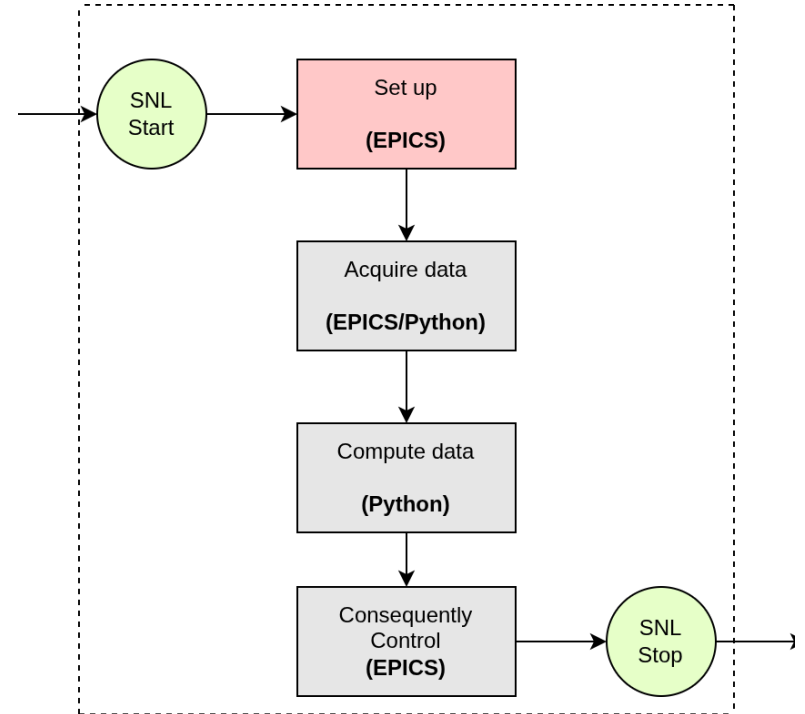 SNL
Start
Set up
(EPICS)
Acquire data
(EPICS/Python)
Compute data
(Python)
Consequently
Control
(EPICS)
SNL
Stop